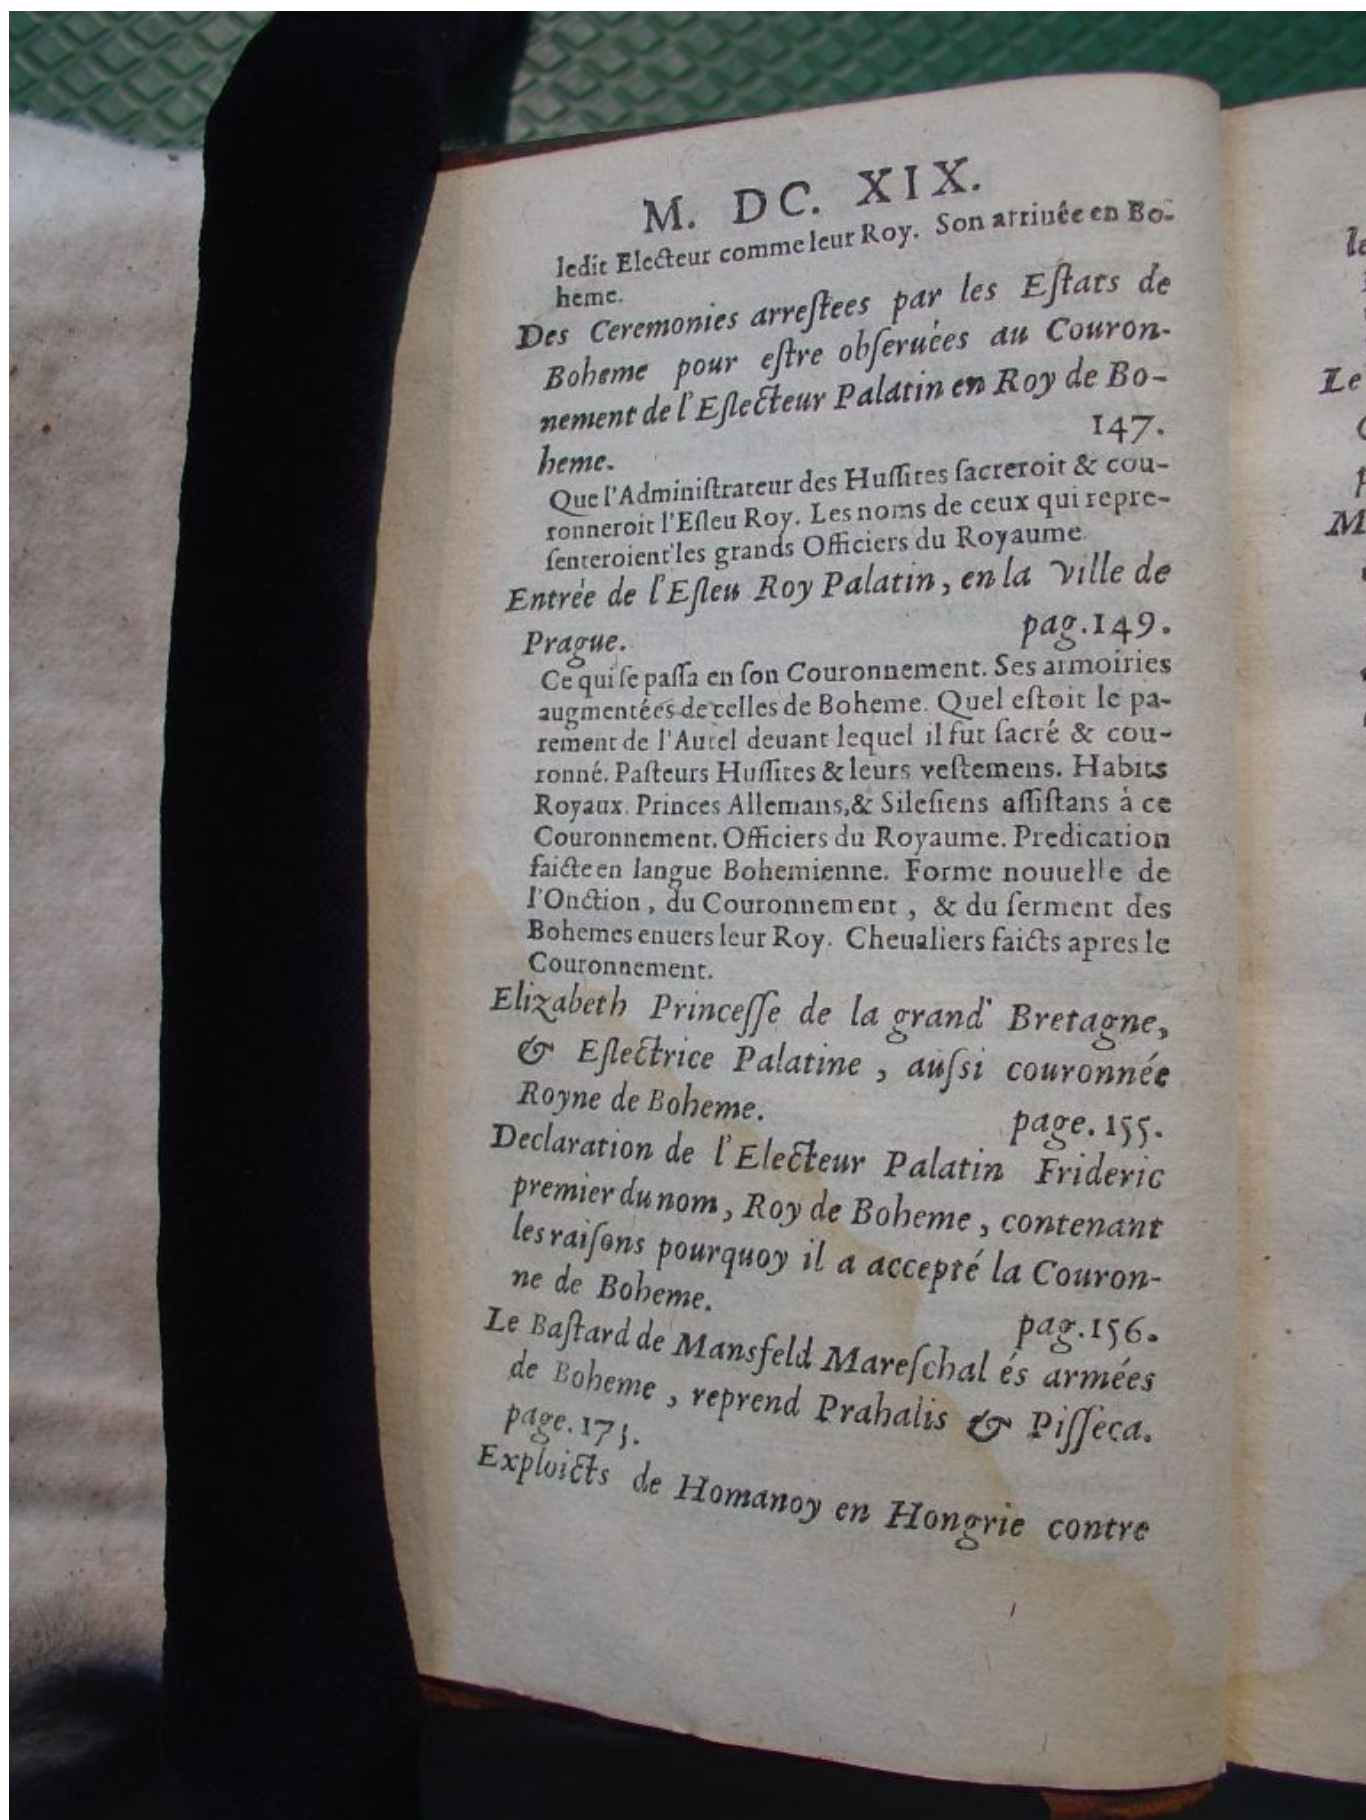 M. DC. XIX.
ledit Electeur comme leur Roy. Son arriuée en Bo-
heme.
Des Ceremonies arreſtees par les Eſtats de
Boheme pour eſtre obſeruées au Couron-
nement de l'Eſlecteur Palatin en Roy de Bo-
heme. 147.
Que l'Adminiſtrateur des Huſſites ſacreroit & cou-
ronneroit l'Eſleu Roy. Les noms de ceux qui repre-
ſenteroient les grands Officiers du Royaume
Entrée de l'Eſleu Roy Palatin, en la Ville de
Prague. pag. 149.
Ce qui ſe paſſa en ſon Couronnement. Ses armoiries
augmentées de celles de Boheme. Quel eſtoit le pa-
rement de l'Autel deuant lequel il fut ſacré & cou-
ronné. Paſteurs Huſſites & leurs veſtemens. Habits
Royaux. Princes Allemans, & Sileſiens aſſiſtans à ce
Couronnement. Officiers du Royaume. Predication
faicte en langue Bohemienne. Forme nouuelle de
l'Onction, du Couronnement, & du ſerment des
Bohemes enuers leur Roy. Cheualiers faicts apres le
Couronnement.
Elizabeth Princeſſe de la grand' Bretagne,
& Eſlectrice Palatine, auſsi couronnée
Royne de Boheme. page. 155.
Declaration de l'Electeur Palatin Frideric
premier du nom, Roy de Boheme, contenant
les raiſons pourquoy il a accepté la Couron-
ne de Boheme. pag. 156.
Le Baſtard de Mansfeld Mareſchal és armées
de Boheme, reprend Prahalis & Piſſeca.
page. 173.
Exploicts de Homanoy en Hongrie contre
Le